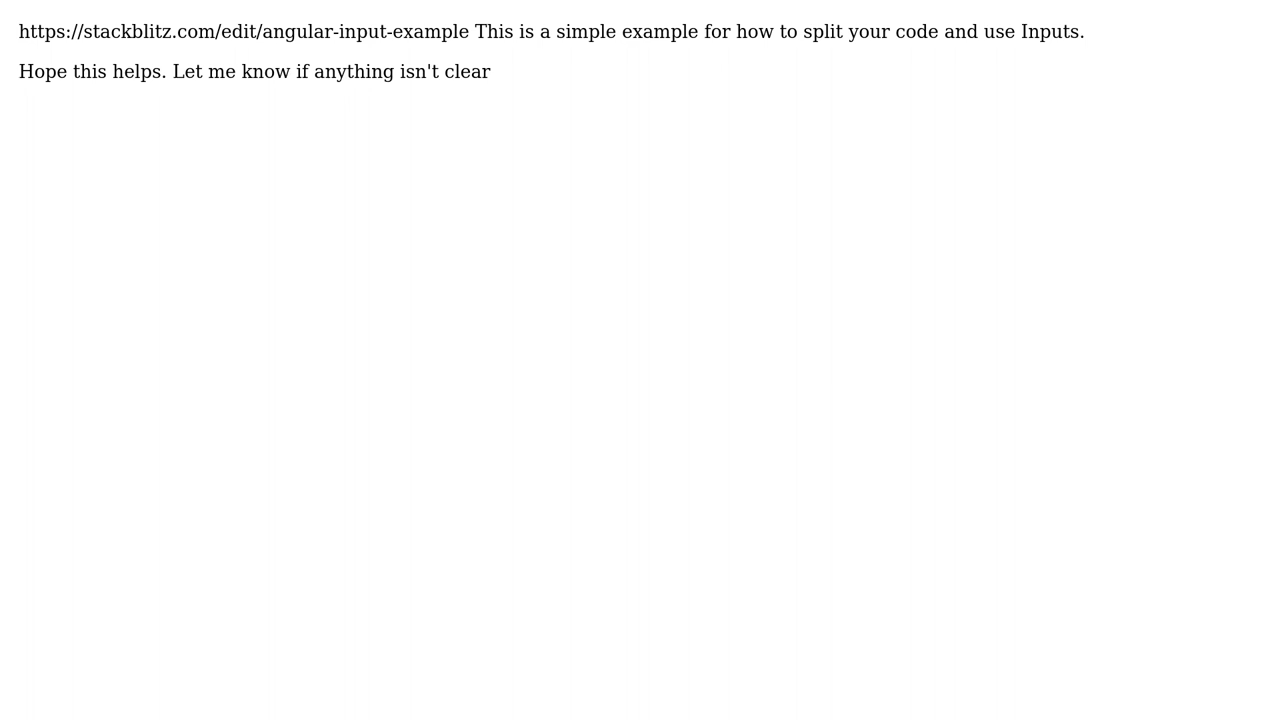 https://stackblitz.com/edit/angular-input-example This is a simple example for how to split your code and use Inputs.
Hope this helps. Let me know if anything isn't clear